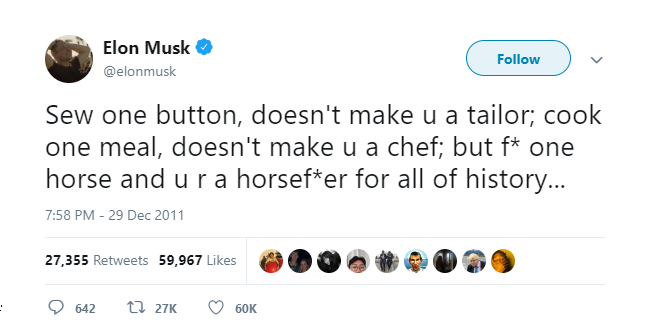 Elon Musk
@elonmusk
Follow
Sew one button, doesn't make u a tailor; cook
one meal, doesn't make u a chef; but f* one
horse and u r a horsef*er for all of history...
7:58 PM - 29 Dec 2011
27,355 Retweets 59,967 Likes
642 27K 60K